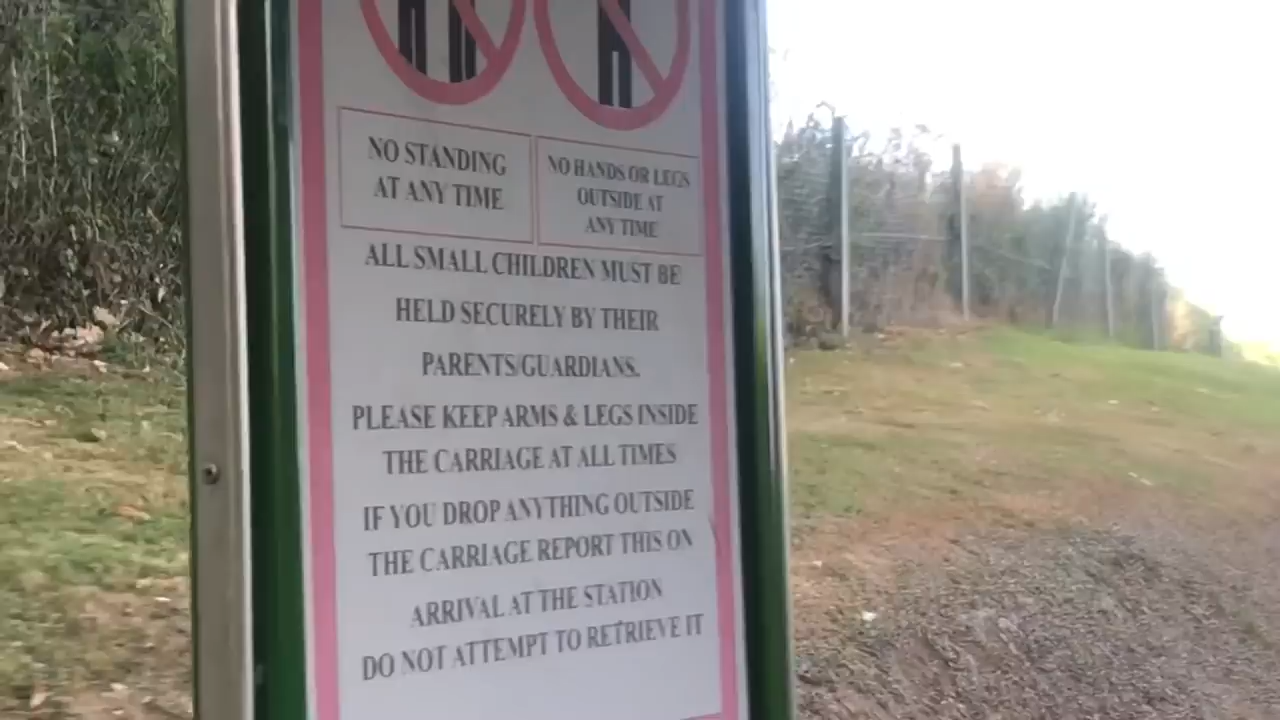 NO STANDING
AT ANY TIME
NO HANDS OR LEGS
OUTSIDE AT
ANY TIME
ALL SMALL CHILDREN MUST BE
HELD SECURELY BY THEIR
PARENTS/GUARDIANS.
PLEASE KEEP ARMS & LEGS INSIDE
THE CARRIAGE AT ALL TIMES
IF YOU DROP ANYTHING OUTSIDE
THE CARRIAGE REPORT THIS ON
ARRIVAL AT THE STATION
DO NOT ATTEMPT TO RETRIEVE IT